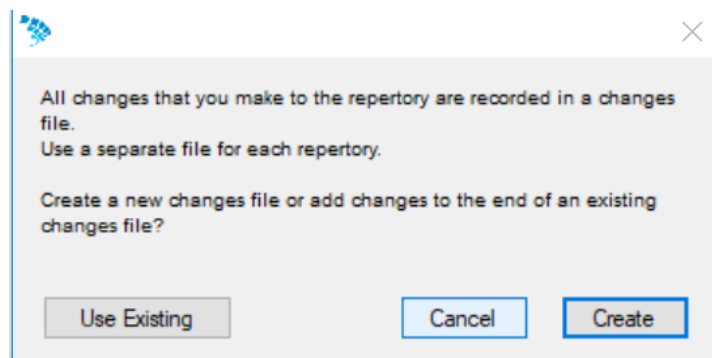 All changes that you make to the repertory are recorded in a changes
file.
Use a separate file for each repertory.
Create a new changes file or add changes to the end of an existing
changes file?
Use Existing
Cancel
Create